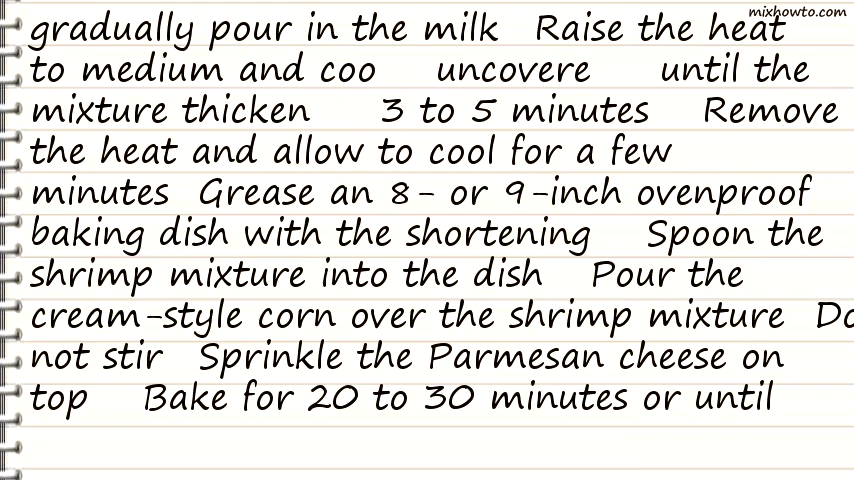 mixhowto.com
gradually pour in the milk Raise the heat
to medium and coo uncovere until the
mixture thicken 3 to 5 minutes Remove
the heat and allow to cool for a few
minutes Grease an 8- or 9-inch ovenproof
baking dish with the shortening Spoon the
shrimp mixture into the dish Pour the
cream-style corn over the shrimp mixture Do
not stir Sprinkle the Parmesan cheese on
top Bake for 20 to 30 minutes or until